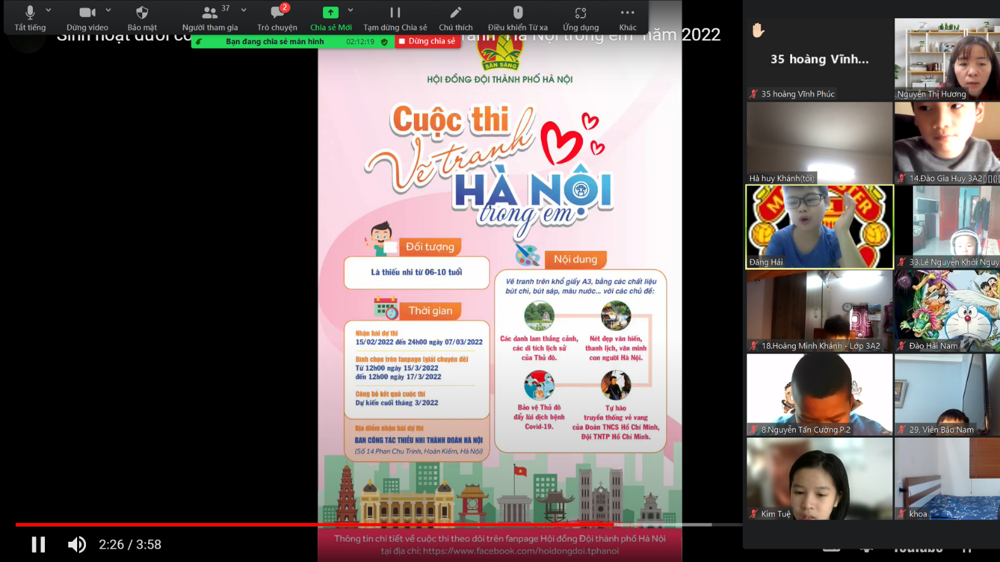 Tắt tiếng
Dừng video
Bảo mật
37
Người tham gia
2
Trò chuyện
Chia sẻ Mới
Tạm dừng Chia sẻ
Chú thích
Điều khiển Từ xa
Ứng dụng
Khác
Bạn đang chia sẻ màn hình
02:12:19
Dừng chia sẻ
năm 2022
SẴN SÀNG
HỘI ĐỒNG ĐỘI THÀNH PHỐ HÀ NỘI
Cuộc thi
Vẽ tranh
HÀ NỘI
trong em
Đối tượng
Là thiếu nhi từ 06-10 tuổi
Thời gian
Nhận bài dự thi
15/02/2022 đến 24h00 ngày 07/03/2022
Bình chọn trên fanpage (giải chuyên đề)
Từ 12h00 ngày 15/3/2022
đến 12h00 ngày 17/3/2022
Công bố kết quả cuộc thi
Dự kiến cuối tháng 3/2022
Địa điểm nhận bài dự thi
BAN CÔNG TÁC THIẾU NHI THÀNH ĐOÀN HÀ NỘI
(Số 14 Phan Chu Trinh, Hoàn Kiếm, Hà Nội)
Nội dung
Vẽ tranh trên khổ giấy A3, bằng các chất liệu
bút chì, bút sáp, màu nước... với các chủ đề:
Các danh lam thắng cảnh,
các di tích lịch sử
của Thủ đô.
Nét đẹp văn hiến,
thanh lịch, văn minh
con người Hà Nội.
Bảo vệ Thủ đô
đẩy lùi dịch bệnh
Covid-19.
Tự hào
truyền thống vẻ vang
của Đoàn TNCS Hồ Chí Minh,
Đội TNTP Hồ Chí Minh.
Thông tin chi tiết về cuộc thi theo dõi trên fanpage Hội đồng Đội thành phố Hà Nội
tại địa chỉ: https://www.facebook.com/hoidongdoi.tphanoi
2:26 / 3:58
35 hoàng Vĩnh...
35 hoàng Vĩnh Phúc
Nguyễn Thị Hương
Hà huy Khánh(tôi)
14.Đào Gia Huy 3A2
Đăng Hải
33.Lê Nguyễn Khôi Nguy
18.Hoàng Minh Khánh - Lớp 3A2
Đào Hải Nam
8.Nguyễn Tấn Cường.P.2
29, Viên Bảo Nam
Kim Tuệ
khoa